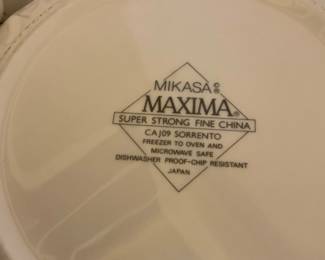 MIKASA ©®
MAXIMA®
SUPER STRONG FINE CHINA
CAJ09 SORRENTO
FREEZER TO OVEN AND
MICROWAVE SAFE
DISHWASHER PROOF-CHIP RESISTANT
JAPAN